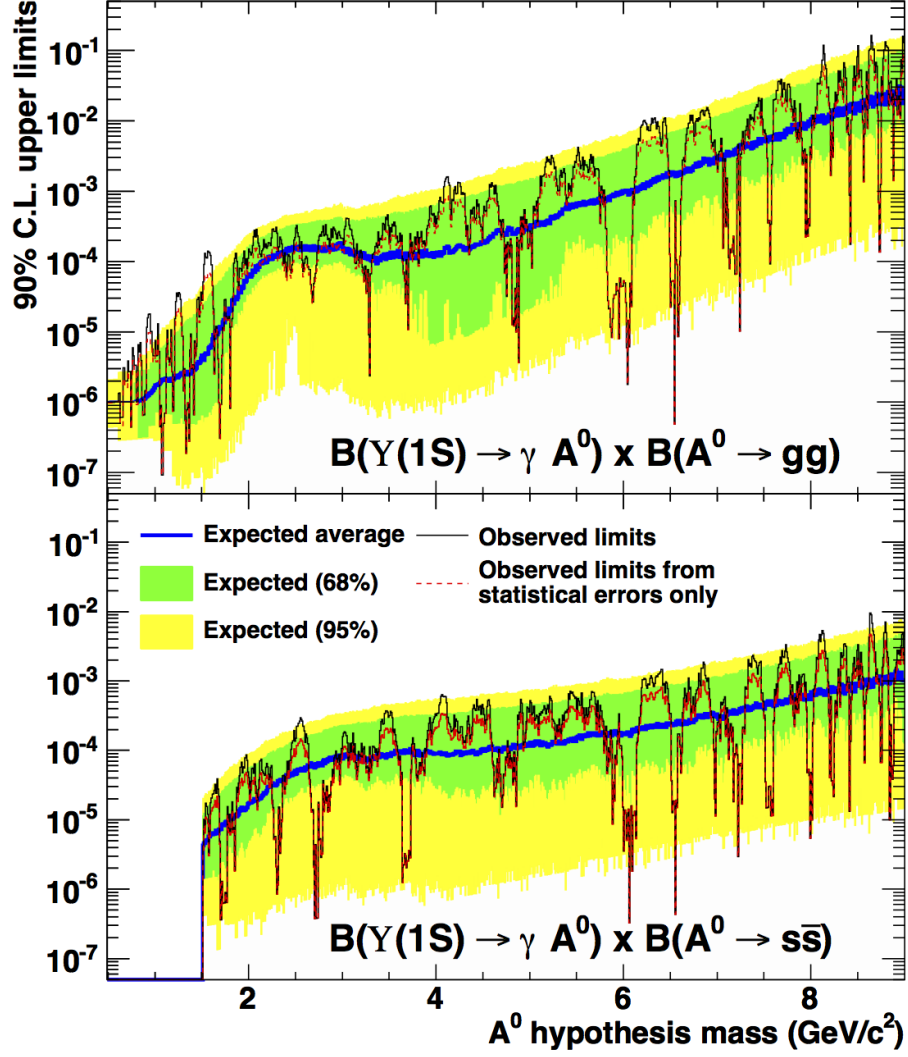 90% C.L. upper limits
10⁻¹
10⁻²
10⁻³
10⁻⁴
10⁻⁵
10⁻⁶
10⁻⁷
B(ϒ(1S) → γ A⁰) x B(A⁰ → gg)
10⁻¹
10⁻²
10⁻³
10⁻⁴
10⁻⁵
10⁻⁶
10⁻⁷
Expected average
Expected (68%)
Expected (95%)
Observed limits
Observed limits from
statistical errors only
B(ϒ(1S) → γ A⁰) x B(A⁰ → ss̅)
2 4 6 8
A⁰ hypothesis mass (GeV/c²)